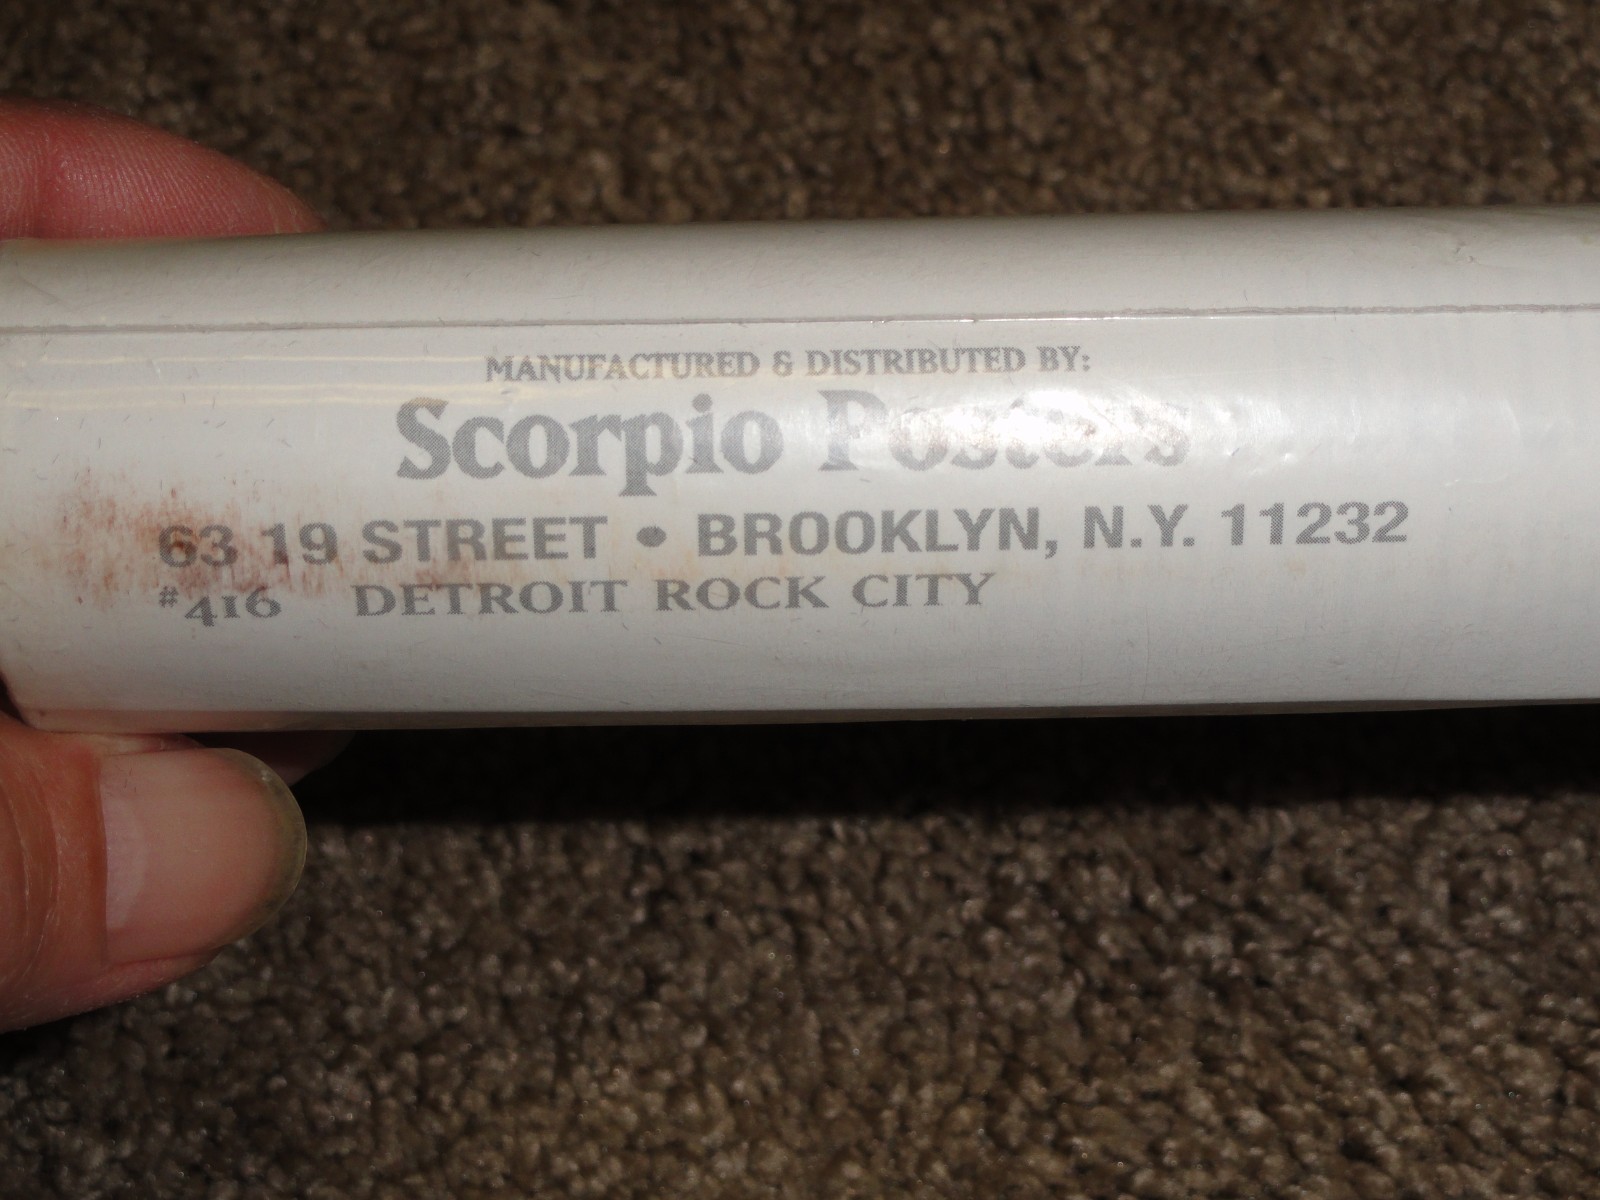 MANUFACTURED & DISTRIBUTED BY:
Scorpio Posters
63 19 STREET • BROOKLYN, N.Y. 11232
#416 DETROIT ROCK CITY